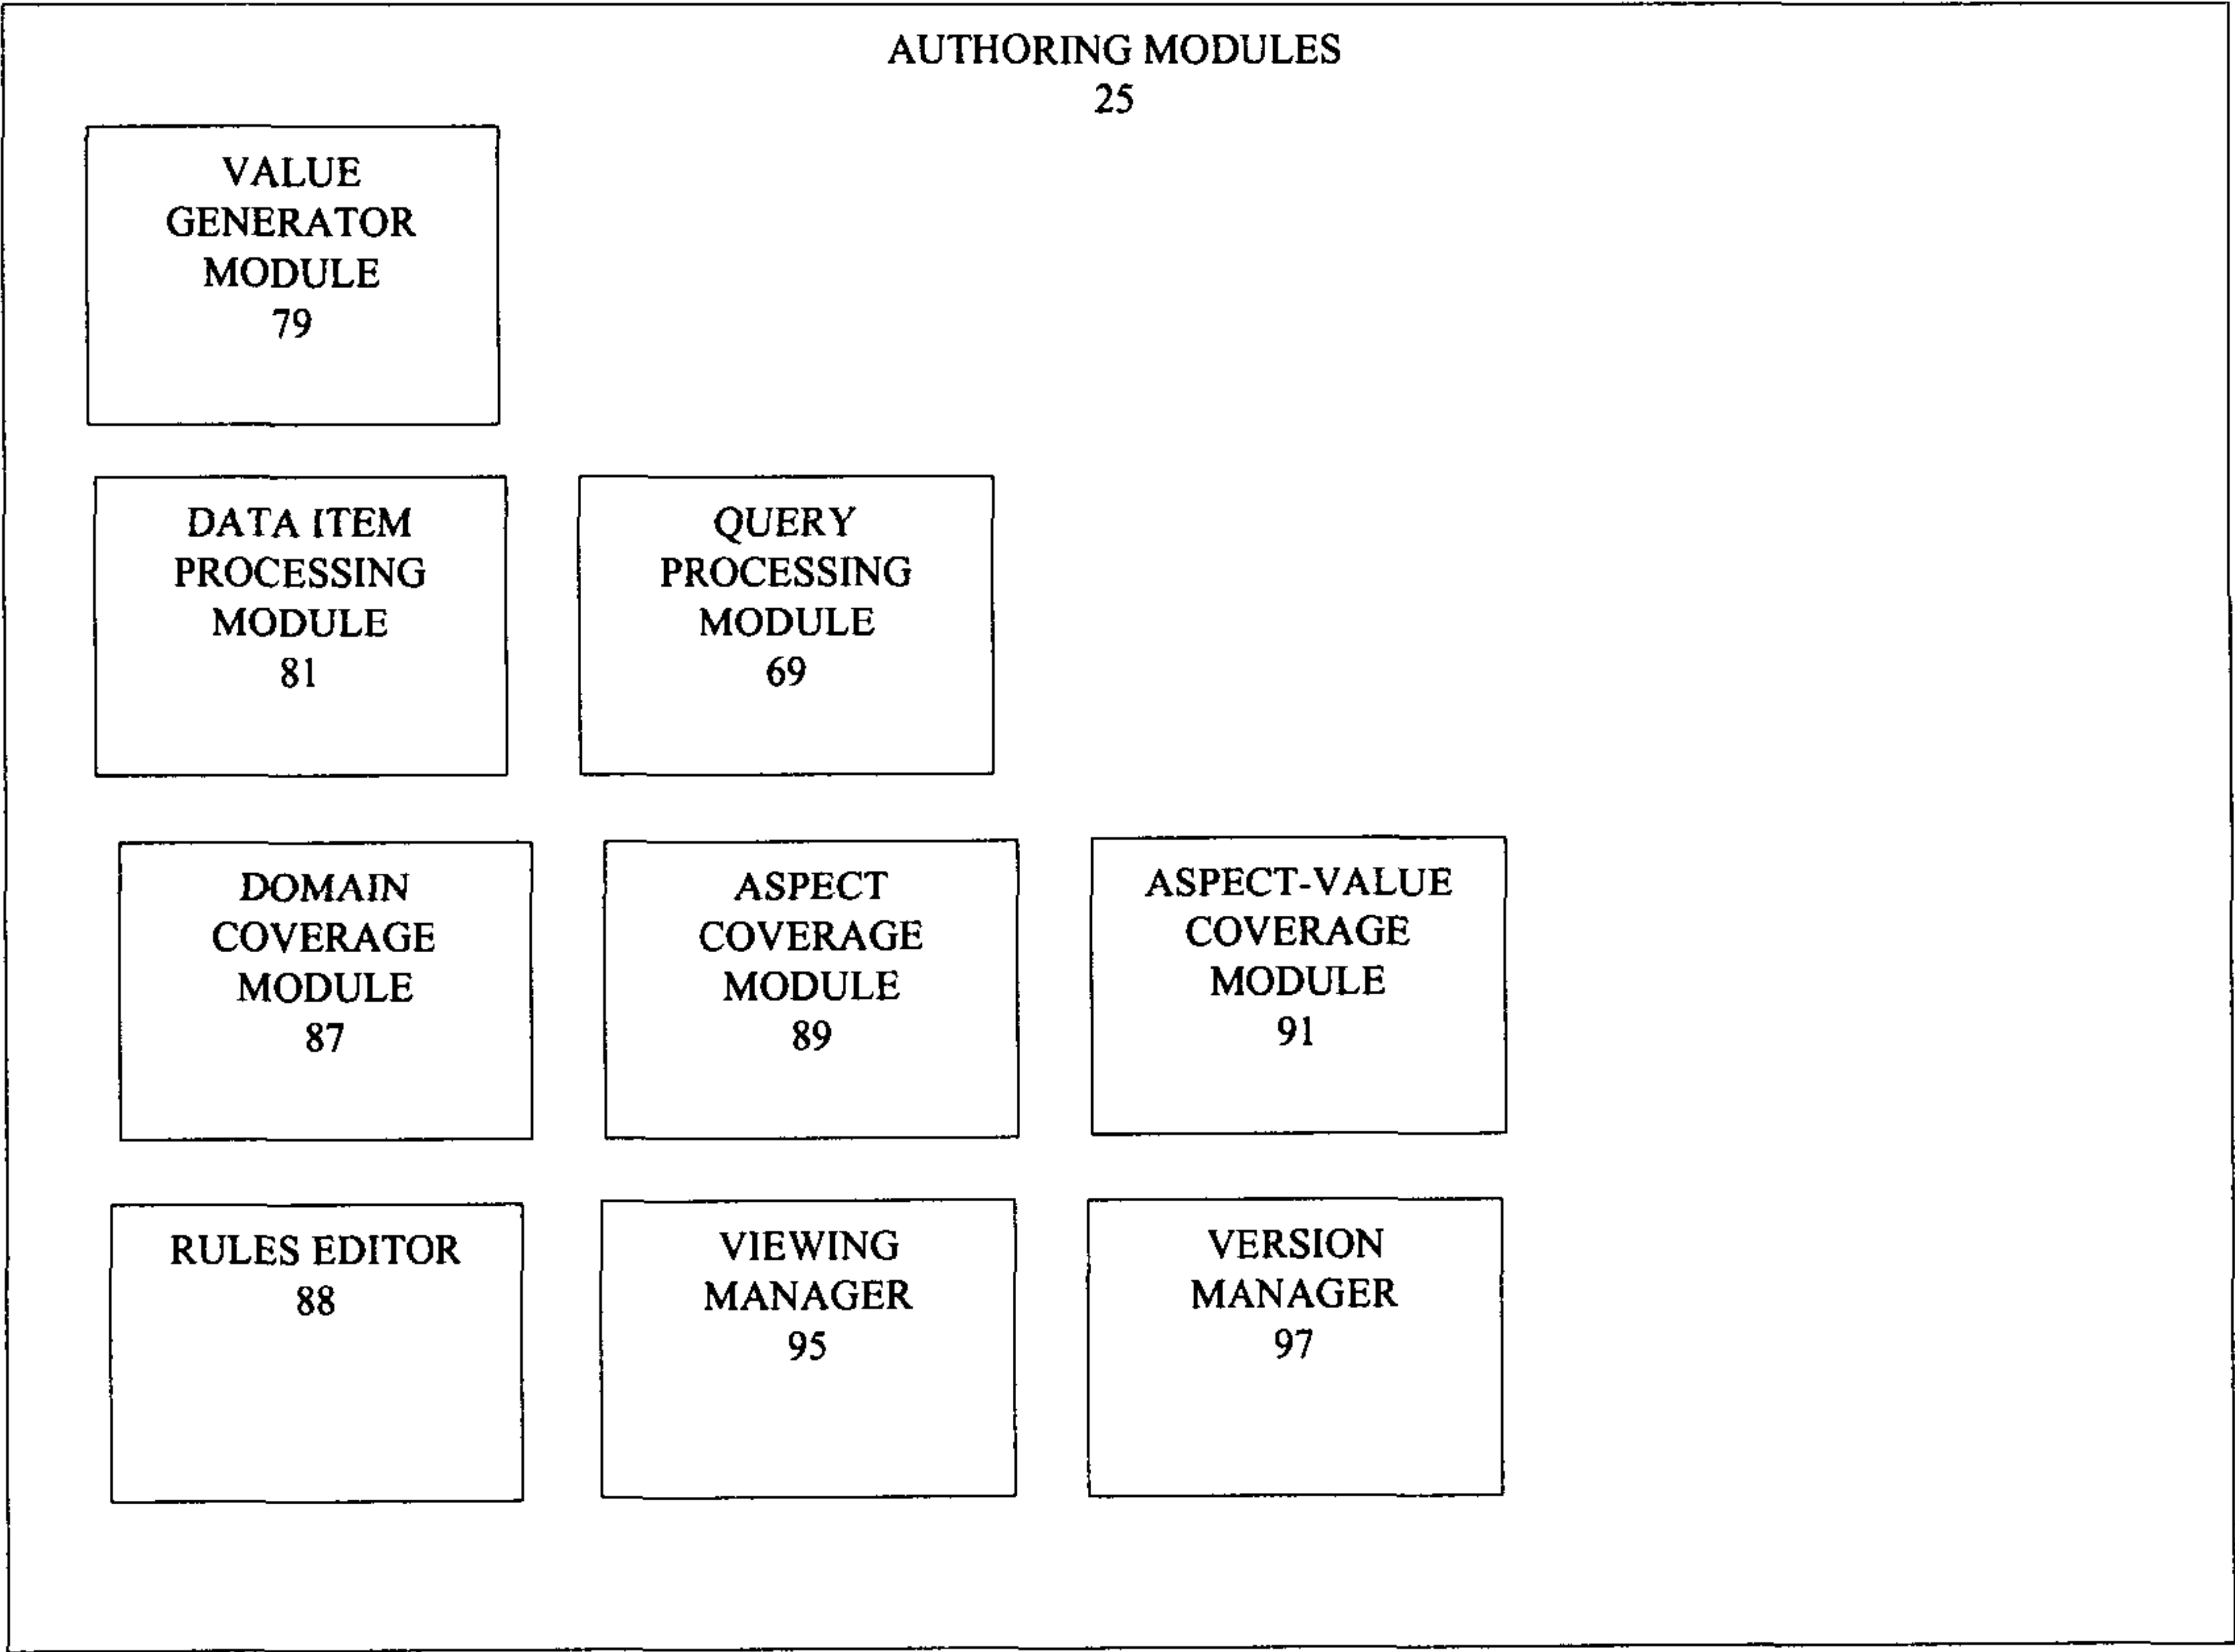 AUTHORING MODULES
25
VALUE
GENERATOR
MODULE
79
DATA ITEM
PROCESSING
MODULE
81
QUERY
PROCESSING
MODULE
69
DOMAIN
COVERAGE
MODULE
87
ASPECT
COVERAGE
MODULE
89
ASPECT-VALUE
COVERAGE
MODULE
91
RULES EDITOR
88
VIEWING
MANAGER
95
VERSION
MANAGER
97